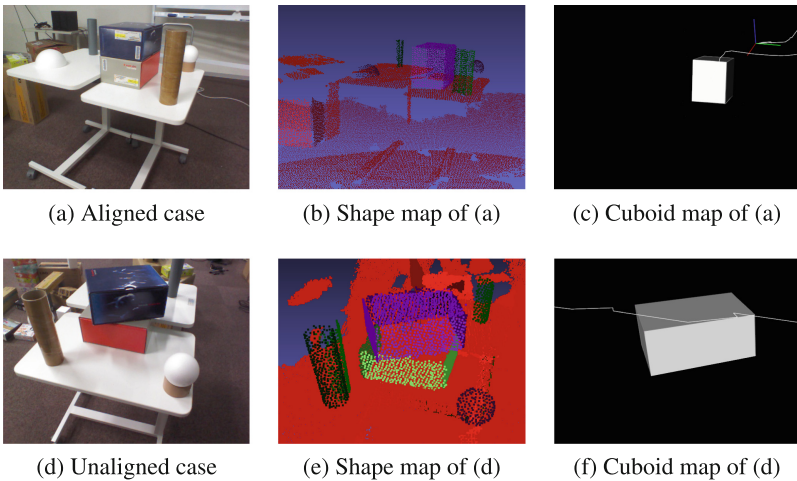 (a) Aligned case
(b) Shape map of (a)
(c) Cuboid map of (a)
(d) Unaligned case
(e) Shape map of (d)
(f) Cuboid map of (d)